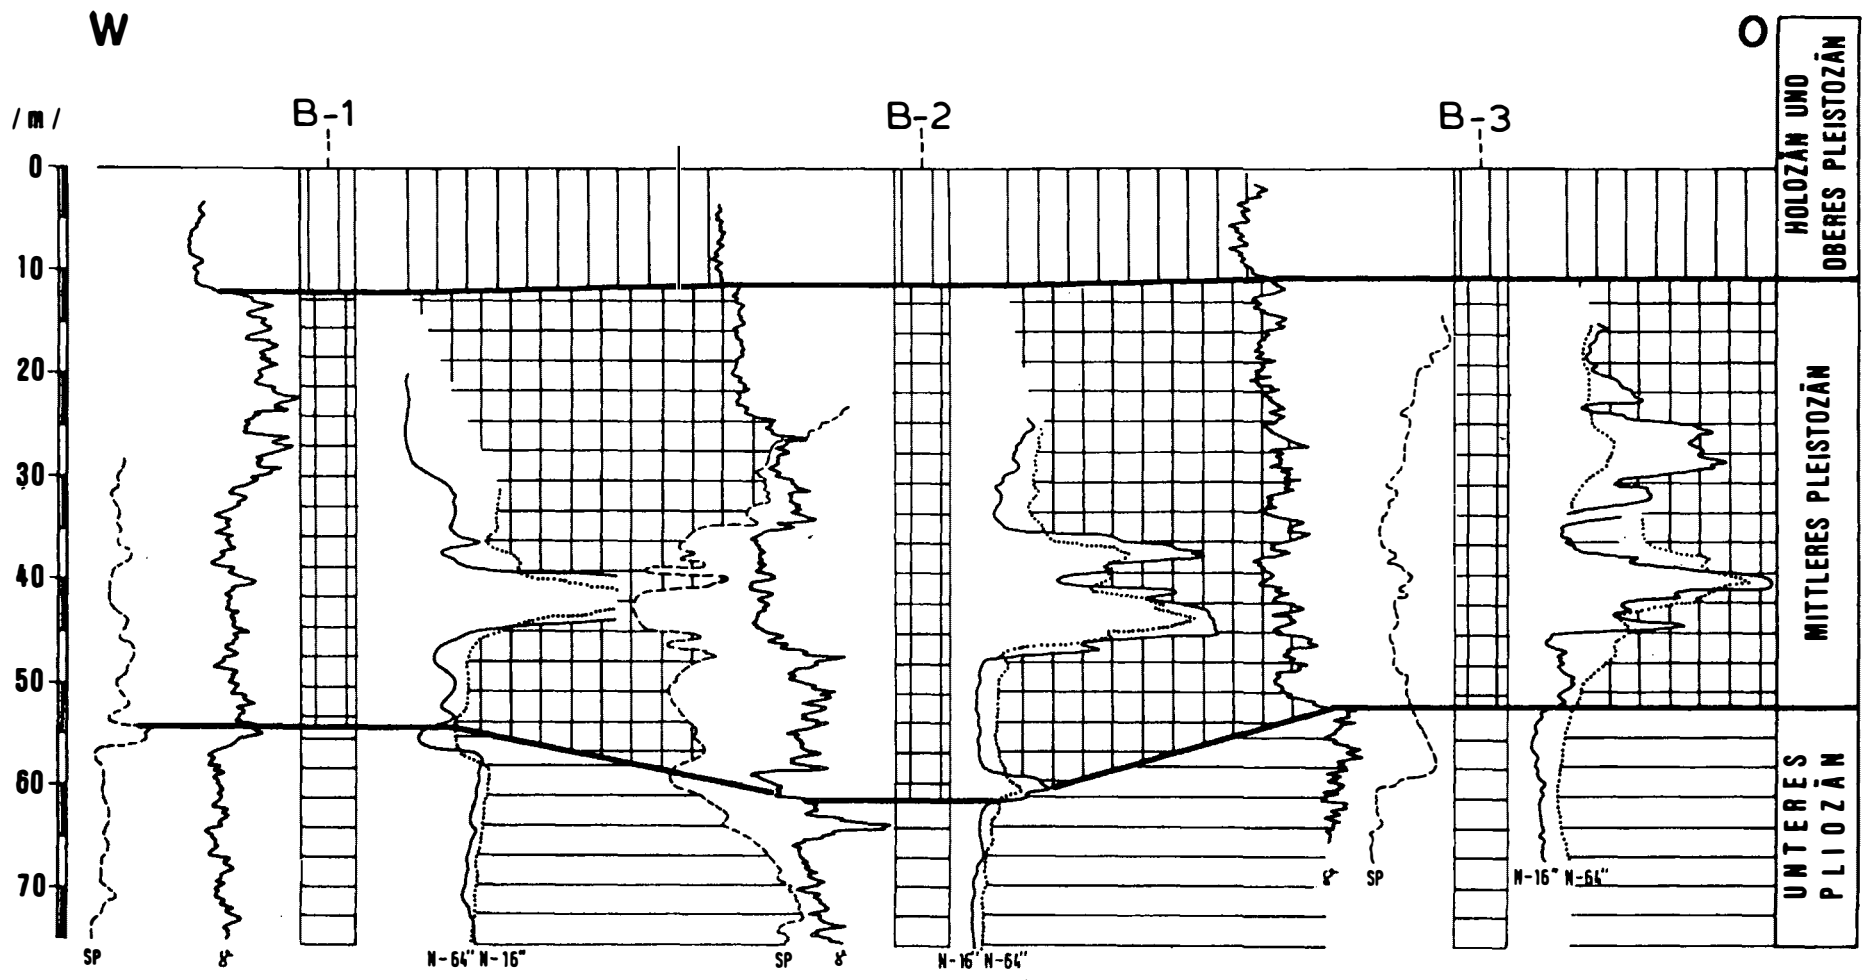 W
O
/m/
B-1
B-2
B-3
0
10
20
30
40
50
60
70
HOLOZÄN UNO
OBERES PLEISTOZÄN
MITTLERES PLEISTOZÄN
UNTERES
PLIOZÄN
SP
N-64" N-16"
SP
N-16" N-64"
SP
N-16" N-64"